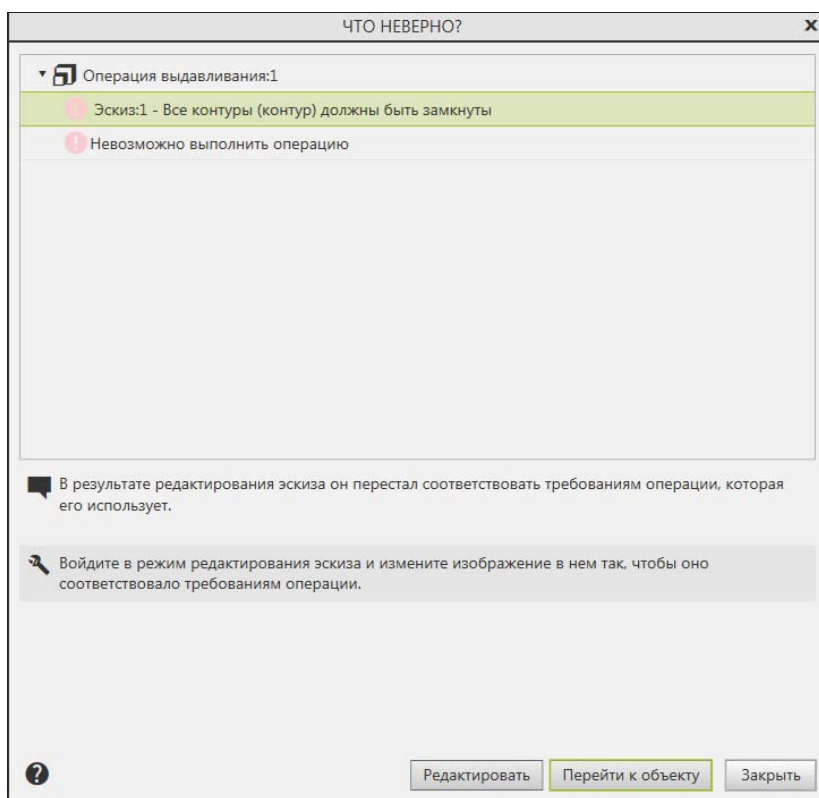 ЧТО НЕВЕРНО?
Операция выдавливания:1
Эскиз:1 - Все контуры (контур) должны быть замкнуты
Невозможно выполнить операцию
В результате редактирования эскиза он перестал соответствовать требованиям операции, которая
его использует.
Войдите в режим редактирования эскиза и измените изображение в нем так, чтобы оно
соответствовало требованиям операции.
Редактировать Перейти к объекту Закрыть